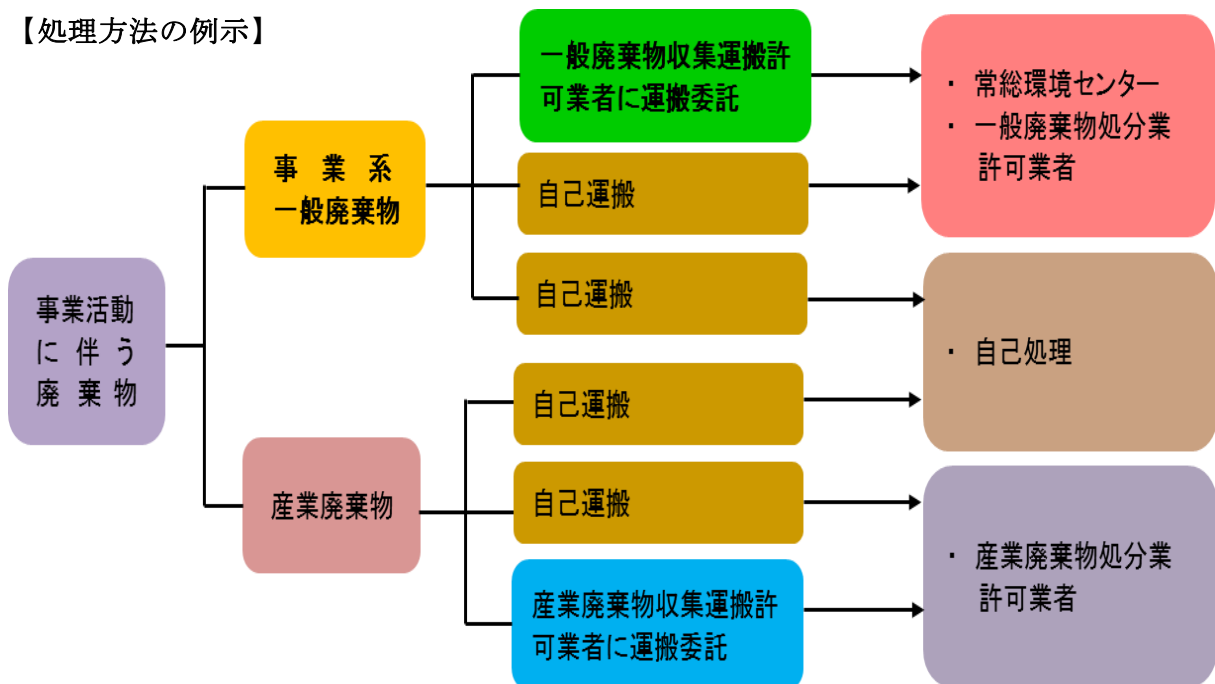 【処理方法の例示】
事業活動
に伴う
廃棄物
事業系
一般廃棄物
産業廃棄物
一般廃棄物収集運搬許
可業者に運搬委託
自己運搬
自己運搬
自己運搬
自己運搬
産業廃棄物収集運搬許
可業者に運搬委託
・ 常総環境センター
・ 一般廃棄物処分業
許可業者
・ 自己処理
・ 産業廃棄物処分業
許可業者